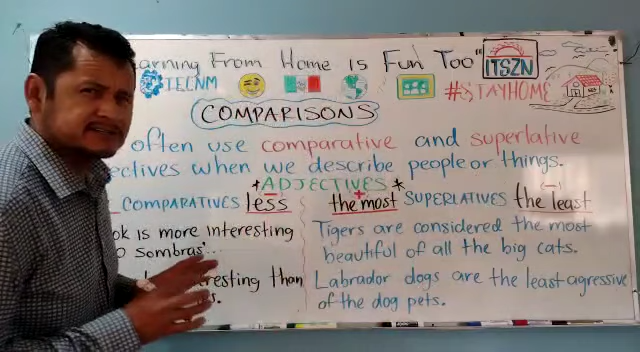 arning From Home is Fun Too"
TECNM
ITSZN
#STAYHOME
COMPARISONS
often use comparative and superlative
ectives when we describe people or things.
*ADJECTIVES*
COMPARATIVES less
the most SUPERLATIVES the least
ok is more interesting
o sombras"...
resting than
Tigers are considered the most
beautiful of all the big cats.
Labrador dogs are the least agressive
of the dog pets.